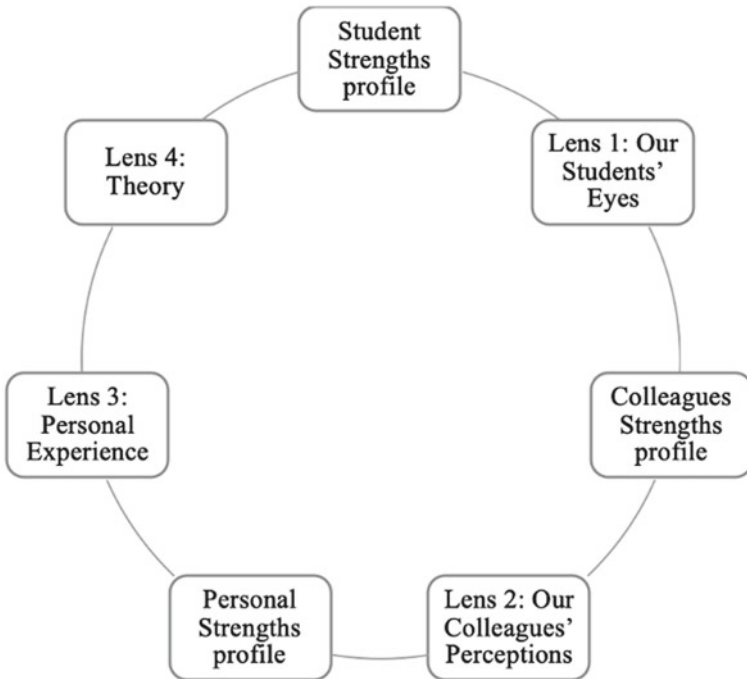 Student
Strengths
profile
Lens 1: Our
Students’
Eyes
Colleagues
Strengths
profile
Lens 2: Our
Colleagues’
Perceptions
Personal
Strengths
profile
Lens 3:
Personal
Experience
Lens 4:
Theory